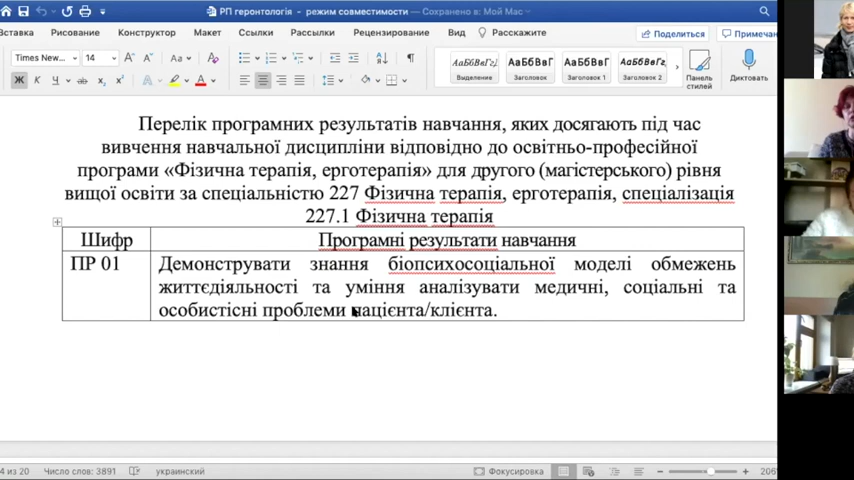 РП геронтологія - режим совместимости — Сохранено в: Мой Mac
Вставка Рисование Конструктор Макет Ссылки Рассылки Рецензирование Вид Расскажите Поделиться Примечан
Times New... 14 Aa
АаБбВвГг, АаБбВвГ АаБбВвГ АаБбВвГг,
Выделение Заголовок Заголовок 1 Заголовок 2 Панель стилей Диктовать
Перелік програмних результатів навчання, яких досягають під час
вивчення навчальної дисципліни відповідно до освітньо-професійної
програми «Фізична терапія, ерготерапія» для другого (магістерського) рівня
вищої освіти за спеціальністю 227 Фізична терапія, ерготерапія, спеціалізація
227.1 Фізична терапія
Шифр Програмні результати навчання
ПР 01 Демонструвати знання біопсихосоціальної моделі обмежень
життєдіяльності та уміння аналізувати медичні, соціальні та
особистісні проблеми пацієнта/клієнта.
4 из 20 Число слов: 3891 украинский Фокусировка 206